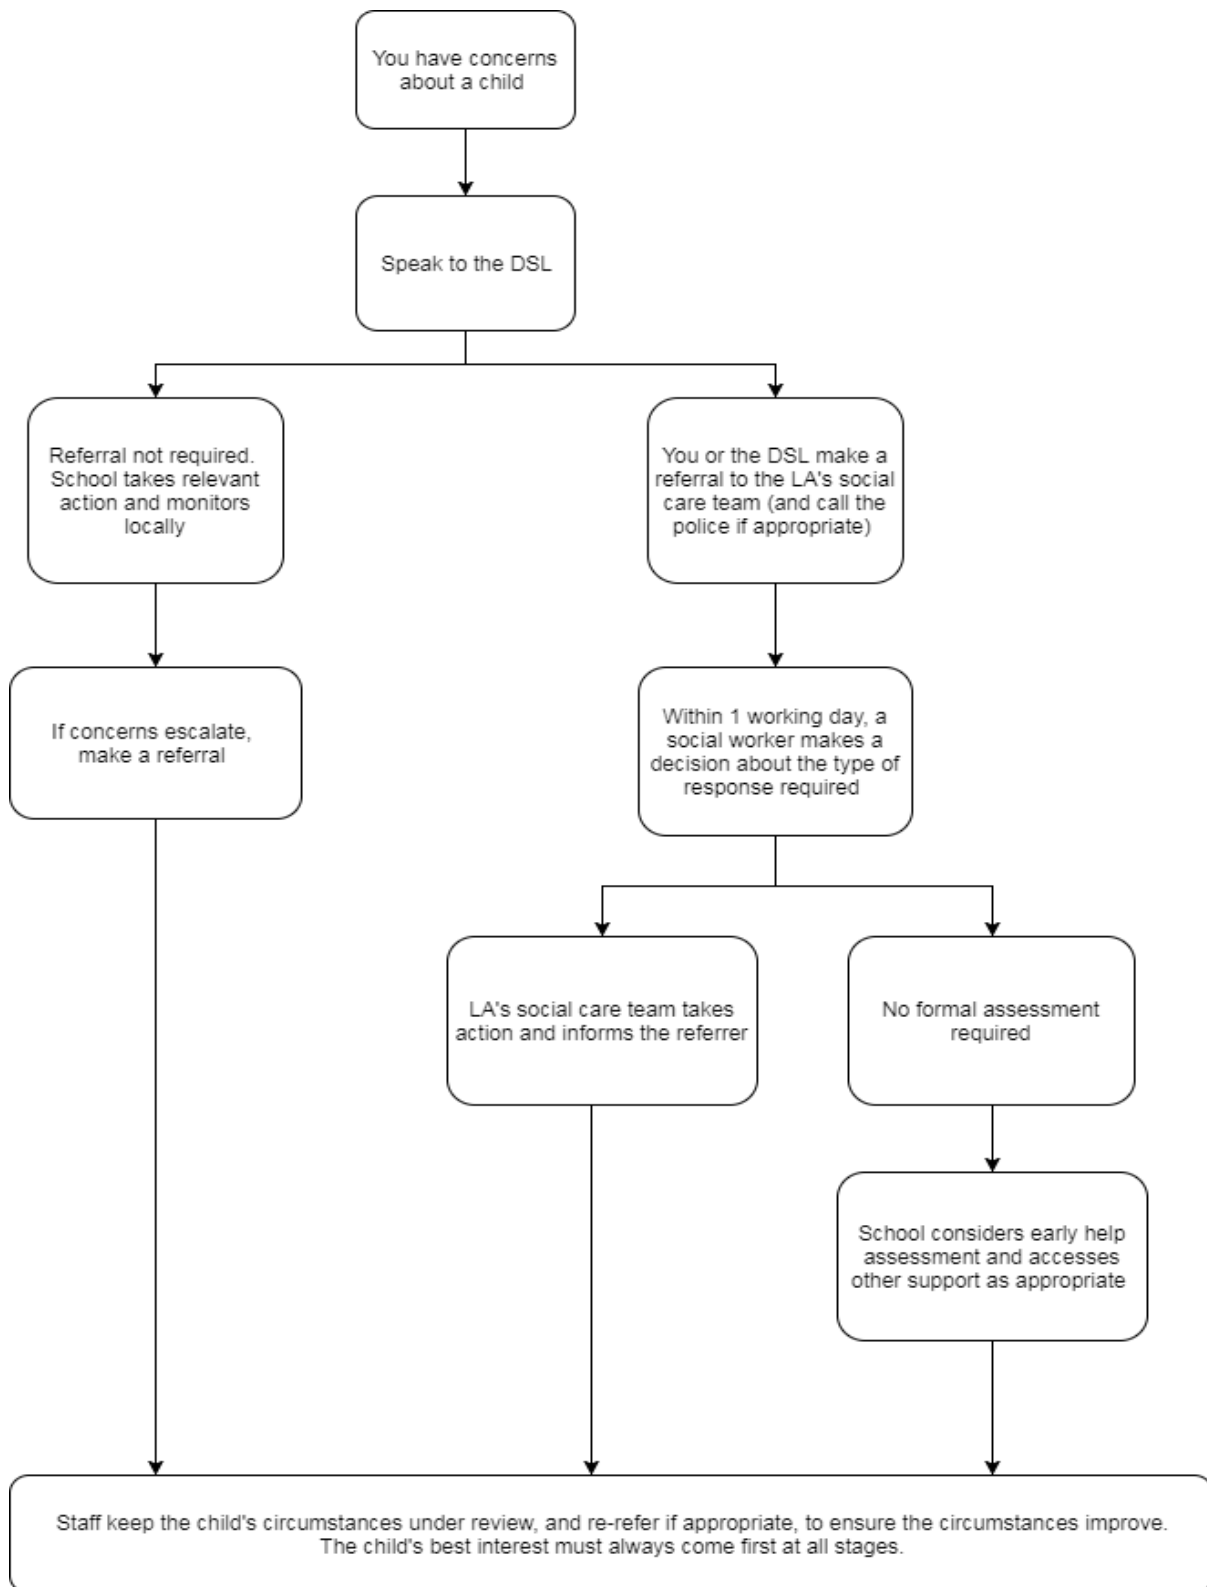 You have concerns
about a child
Speak to the DSL
Referral not required.
School takes relevant
action and monitors
locally
You or the DSL make a
referral to the LA's social
care team (and call the
police if appropriate)
If concerns escalate,
make a referral
Within 1 working day, a
social worker makes a
decision about the type of
response required
LA's social care team takes
action and informs the referrer
No formal assessment
required
School considers early help
assessment and accesses
other support as appropriate
Staff keep the child's circumstances under review, and re-refer if appropriate, to ensure the circumstances improve.
The child's best interest must always come first at all stages.